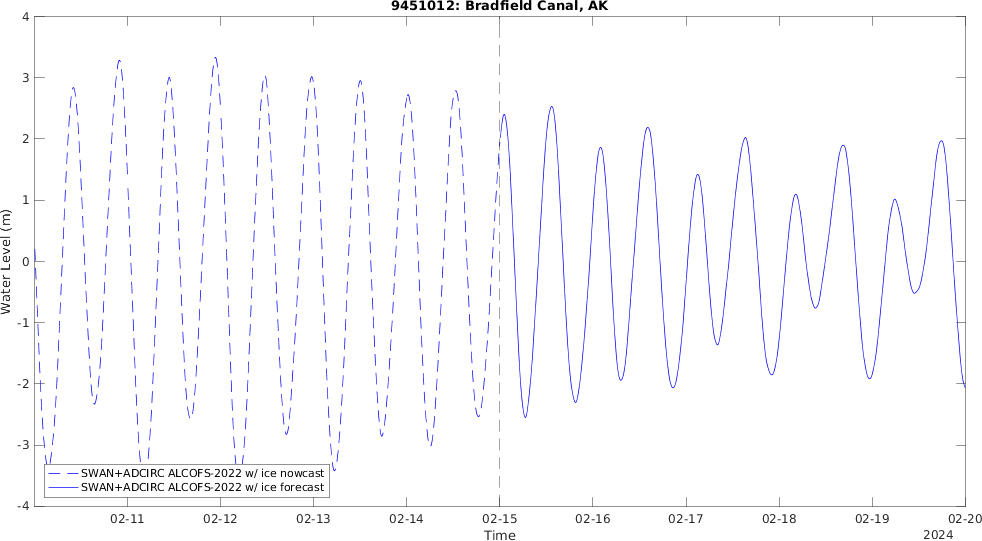 9451012: Bradfield Canal, AK
4
3
2
1
0
-1
-2
-3
-4
Water Level (m)
SWAN+ADCIRC ALCOFS-2022 w/ ice nowcast
SWAN+ADCIRC ALCOFS-2022 w/ ice forecast
02-11 02-12 02-13 02-14 02-15 02-16 02-17 02-18 02-19 02-20
Time
2024